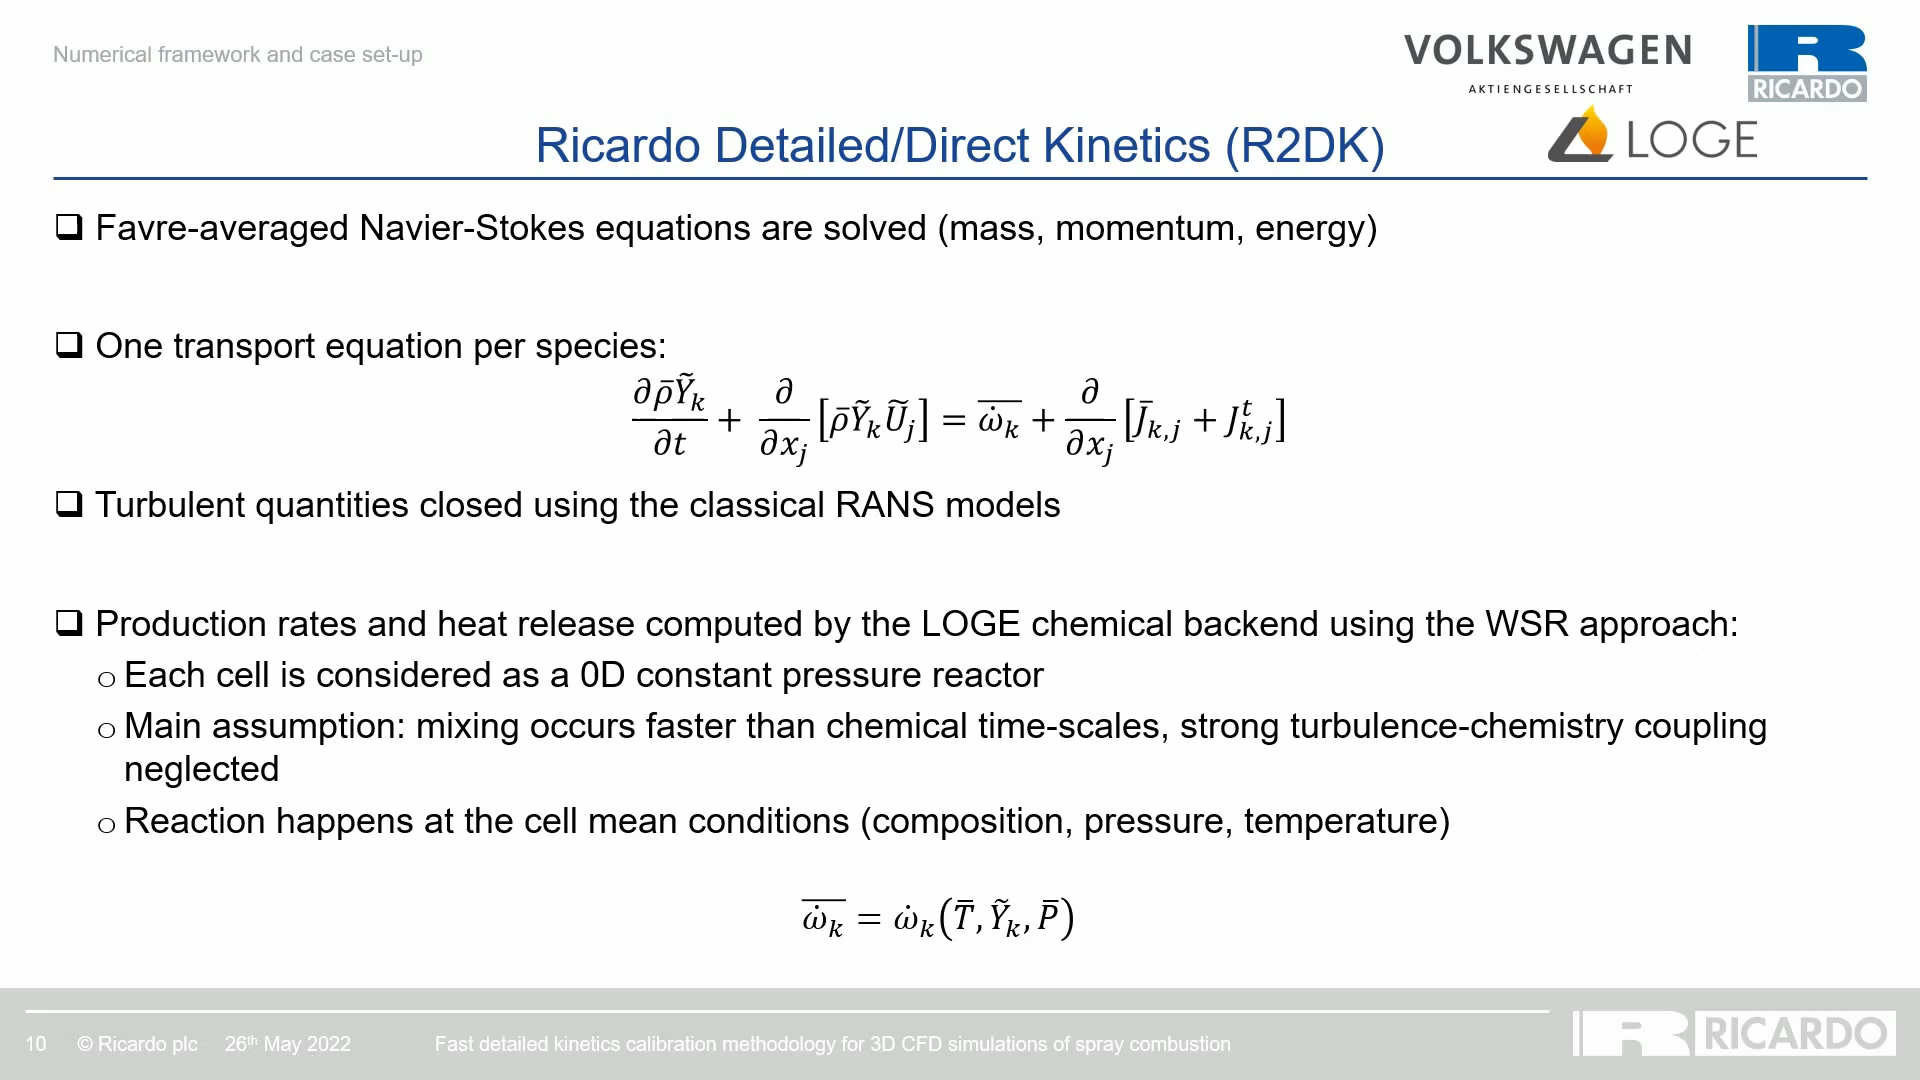 Numerical framework and case set-up
VOLKSWAGEN
AKTIENGESELLSCHAFT
RICARDO
LOGE
Ricardo Detailed/Direct Kinetics (R2DK)
❑ Favre-averaged Navier-Stokes equations are solved (mass, momentum, energy)
❑ One transport equation per species:
∂ρ̄Ỹ_k/∂t + ∂/∂x_j [ρ̄Ỹ_kŨ_j] = \overline{ω̇_k} + ∂/∂x_j [J̄_{k,j} + J^t_{k,j}]
❑ Turbulent quantities closed using the classical RANS models
❑ Production rates and heat release computed by the LOGE chemical backend using the WSR approach:
o Each cell is considered as a 0D constant pressure reactor
o Main assumption: mixing occurs faster than chemical time-scales, strong turbulence-chemistry coupling
neglected
o Reaction happens at the cell mean conditions (composition, pressure, temperature)
\overline{ω̇_k} = ω̇_k(T̄, Ỹ_k, P̄)
10 © Ricardo plc 26th May 2022 Fast detailed kinetics calibration methodology for 3D CFD simulations of spray combustion
RICARDO